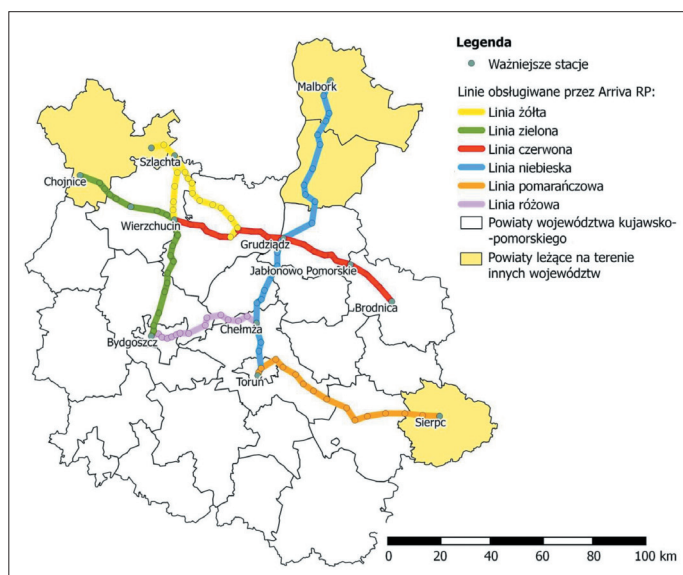 Legenda
Ważniejsze stacje
Linie obsługiwane przez Arriva RP:
Linia żółta
Linia zielona
Linia czerwona
Linia niebieska
Linia pomarańczowa
Linia różowa
Powiaty województwa kujawsko-
-pomorskiego
Powiaty leżące na terenie
innych województw
Malbork
Szlachta
Chojnice
Wierzchucin
Grudziądz
Jabłonowo Pomorskie
Brodnica
Bydgoszcz
Chełmża
Toruń
Sierpc
0 20 40 60 80 100 km